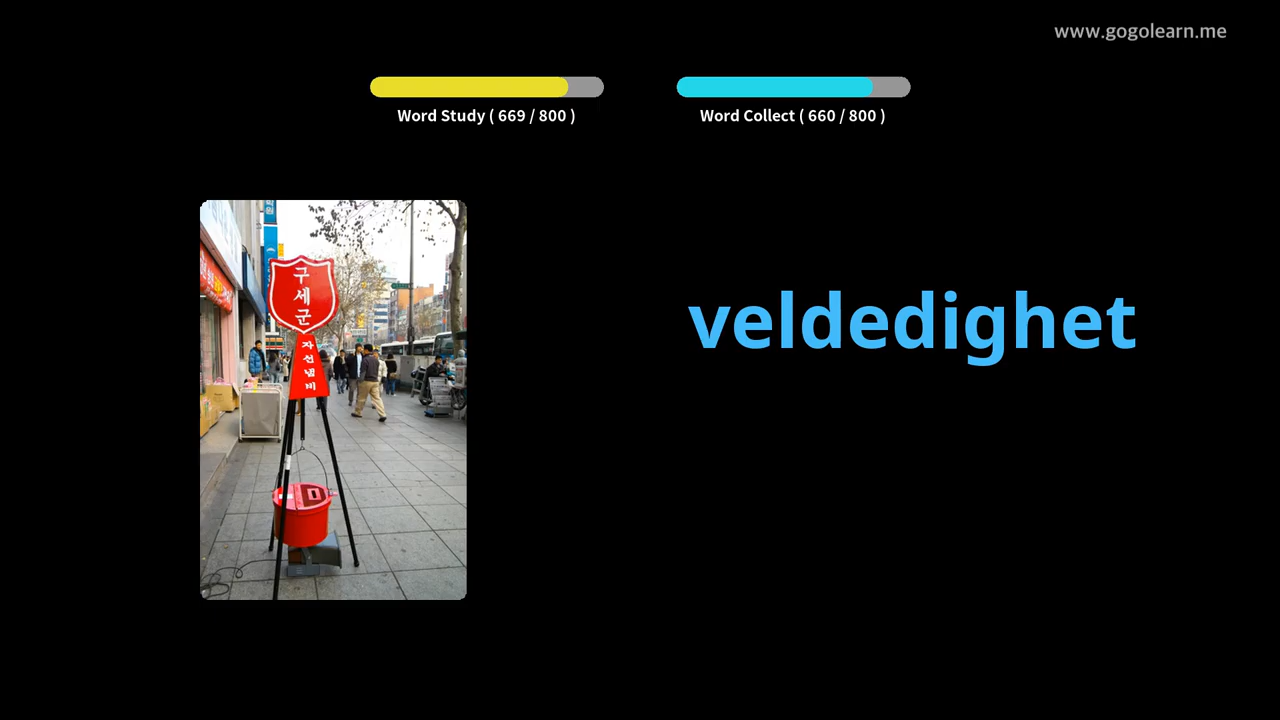 www.gogolearn.me
Word Study ( 669 / 800 )
Word Collect ( 660 / 800 )
veldedighet
구
세
군
자
선
냄
비